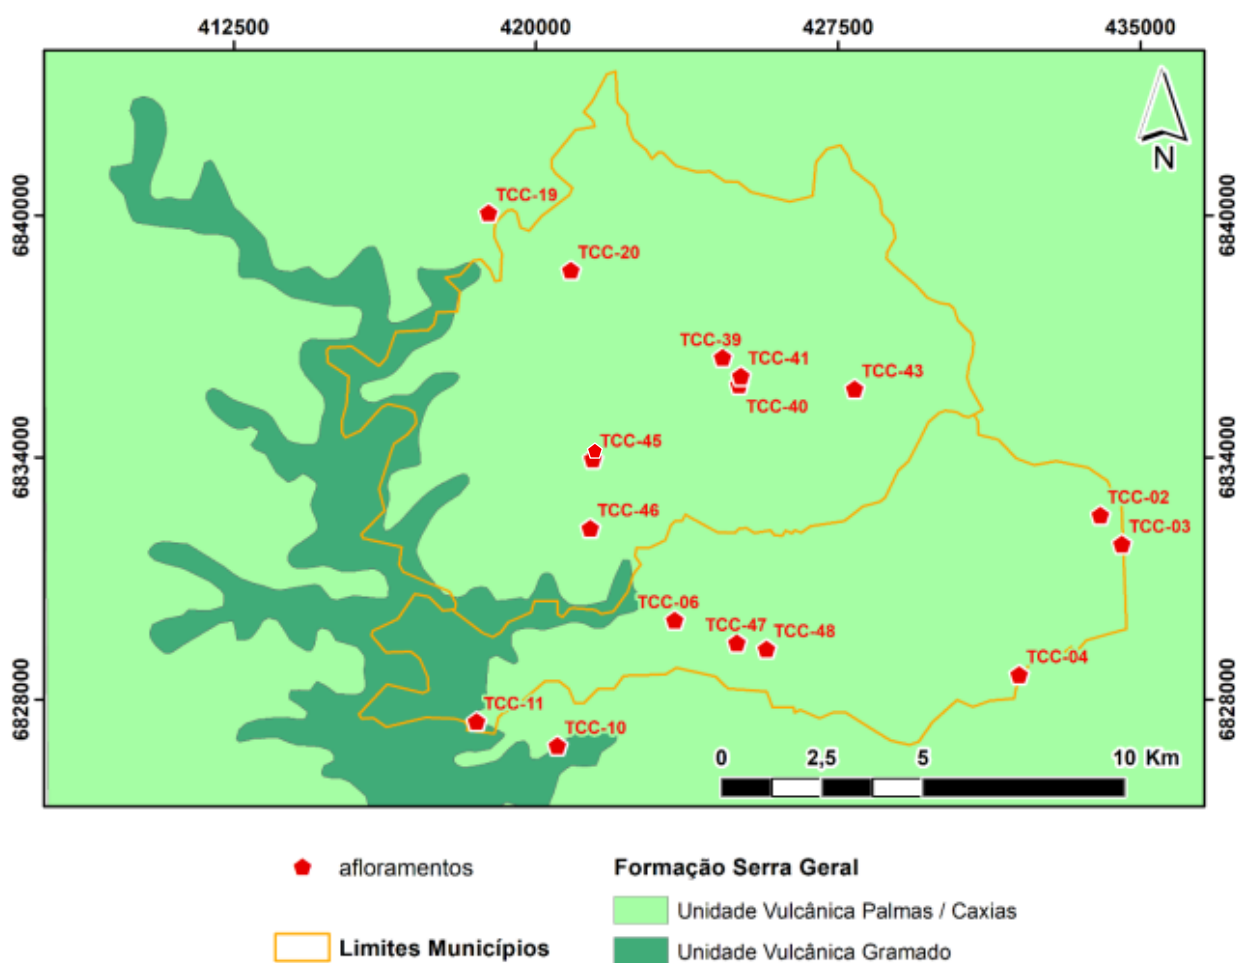 412500 420000 427500 435000
N
6840000 6840000
TCC-19
TCC-20
TCC-39
TCC-41
TCC-43
TCC-40
6834000 6834000
TCC-45
TCC-46
TCC-02
TCC-03
TCC-06
TCC-47
TCC-48
TCC-04
6828000 6828000
TCC-11
TCC-10
0 2,5 5 10 Km
afloramentos
Formação Serra Geral
Unidade Vulcânica Palmas / Caxias
Limites Municípios
Unidade Vulcânica Gramado